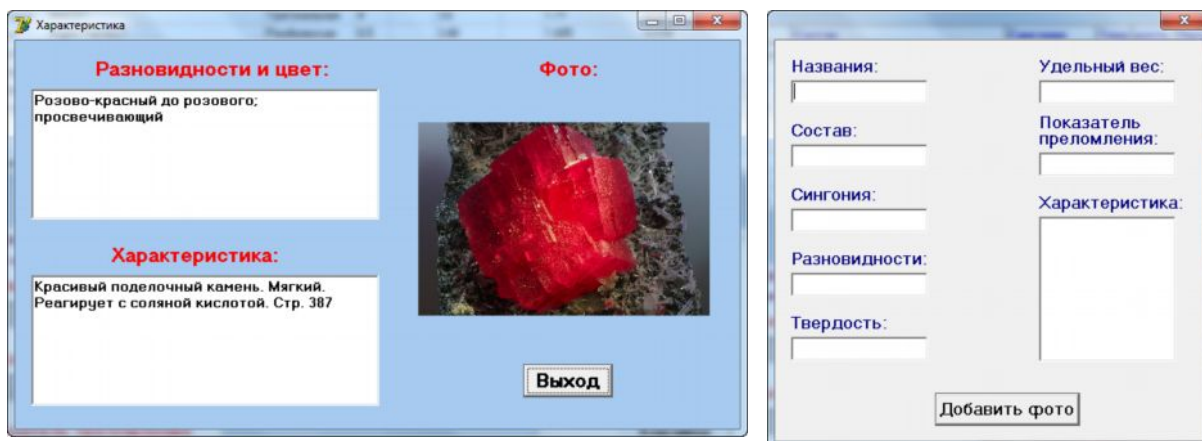 Характеристика
Разновидности и цвет:
Фото:
Розово-красный до розового;
просвечивающий
Характеристика:
Красивый поделочный камень. Мягкий.
Реагирует с соляной кислотой. Стр. 387
Выход
Названия:
Удельный вес:
Состав:
Показатель
преломления:
Сингония:
Характеристика:
Разновидности:
Твердость:
Добавить фото